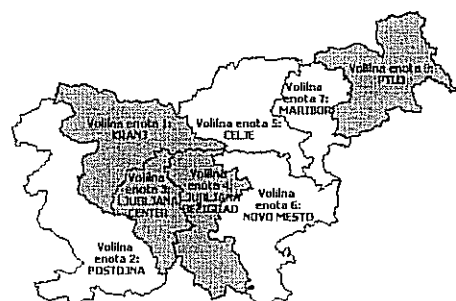 Volilna enota 8:
PTUJ
Volilna
enota 7:
MARIBOR
Volilna enota 1:
KRANJ
Volilna
enota 5:
CELJE
Volilna
enota 3:
LJUBLJANA
CENTER
Volilna
enota 4:
LJUBLJANA
BEŽIGRAD
Volilna
enota 6:
NOVO MESTO
Volilna
enota 2:
POSTOJNA